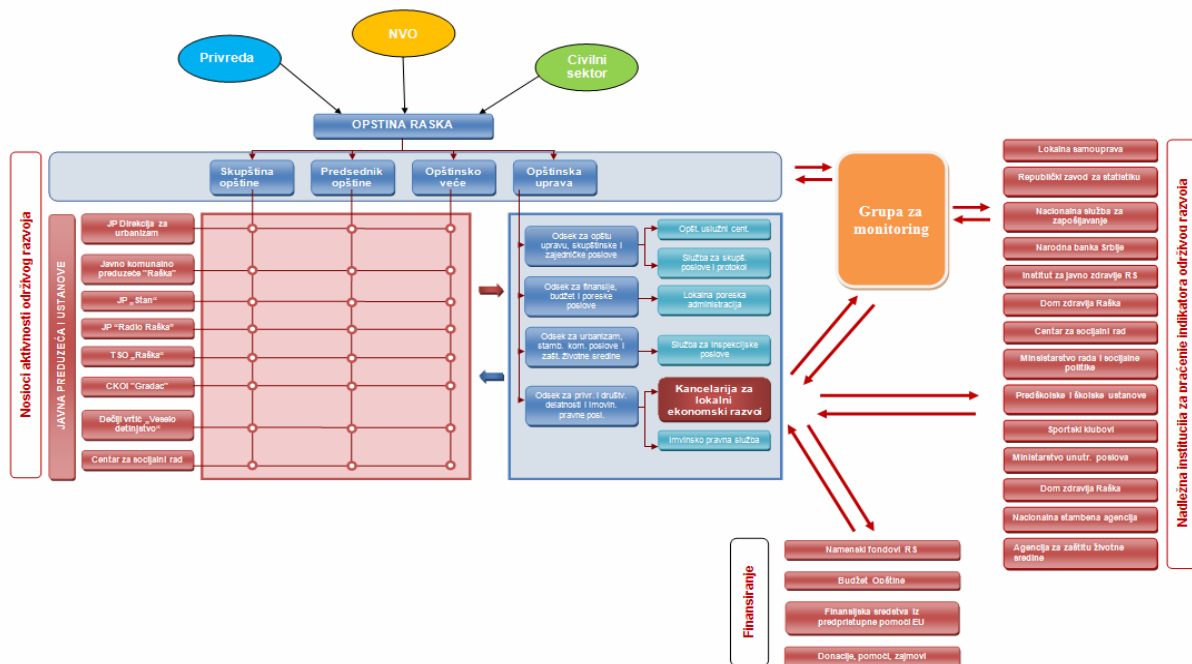 NVO
Privreda
Civilni
sektor
OPSTINA RASKA
Skupština
opštine
Predsednik
opštine
Opštinsko
veće
Opštinska
uprava
Nosioci aktivnosti održivog razvoja
JAVNA PREDUZEĆA I USTANOVE
JP Direkcija za
urbanizam
Javno komunalno
preduzeće "Raška"
JP „Stan“
JP "Radio Raška"
TSO „Raška“
CKOI "Gradac"
Dečiji vrtić „Veselo
detinjstvo“
Centar za socijalni rad
Odsek za opštu
upravu, skupštinske i
zajedničke poslove
Odsek za finansije,
budžet i poreske
poslove
Odsek za urbanizam,
stamb. kom. poslove i
zašt. životne sredine
Odsek za privr. i društv.
delatnosti i imovin.
pravne posl.
Opšt. uslužni cent.
Služba za skupš.
poslove i protokol
Lokalna poreska
administracija
Služba za inspekcijske
poslove
Kancelarija za
lokalni
ekonomski razvoj
Imvinsko pravna služba
Grupa za
monitoring
Lokalna samouprava
Republički zavod za statistiku
Nacionalna služba za
zapošljavanje
Narodna banka Srbije
Institut za javno zdravlje RS
Dom zdravlja Raška
Centar za socijalni rad
Ministarstvo rada i socijalne
politike
Predškolske i školske ustanove
Sportski klubovi
Ministarstvo unutr. poslova
Dom zdravlja Raška
Nacionalna stambena agencija
Agencija za zaštitu životne
sredine
Nadležna institucija za praćenje indikatora održivog razvoja
Finansiranje
Namenski fondovi RS
Budžet Opštine
Finansijska sredstva iz
predpristupne pomoći EU
Donacije, pomoći, zajmovi